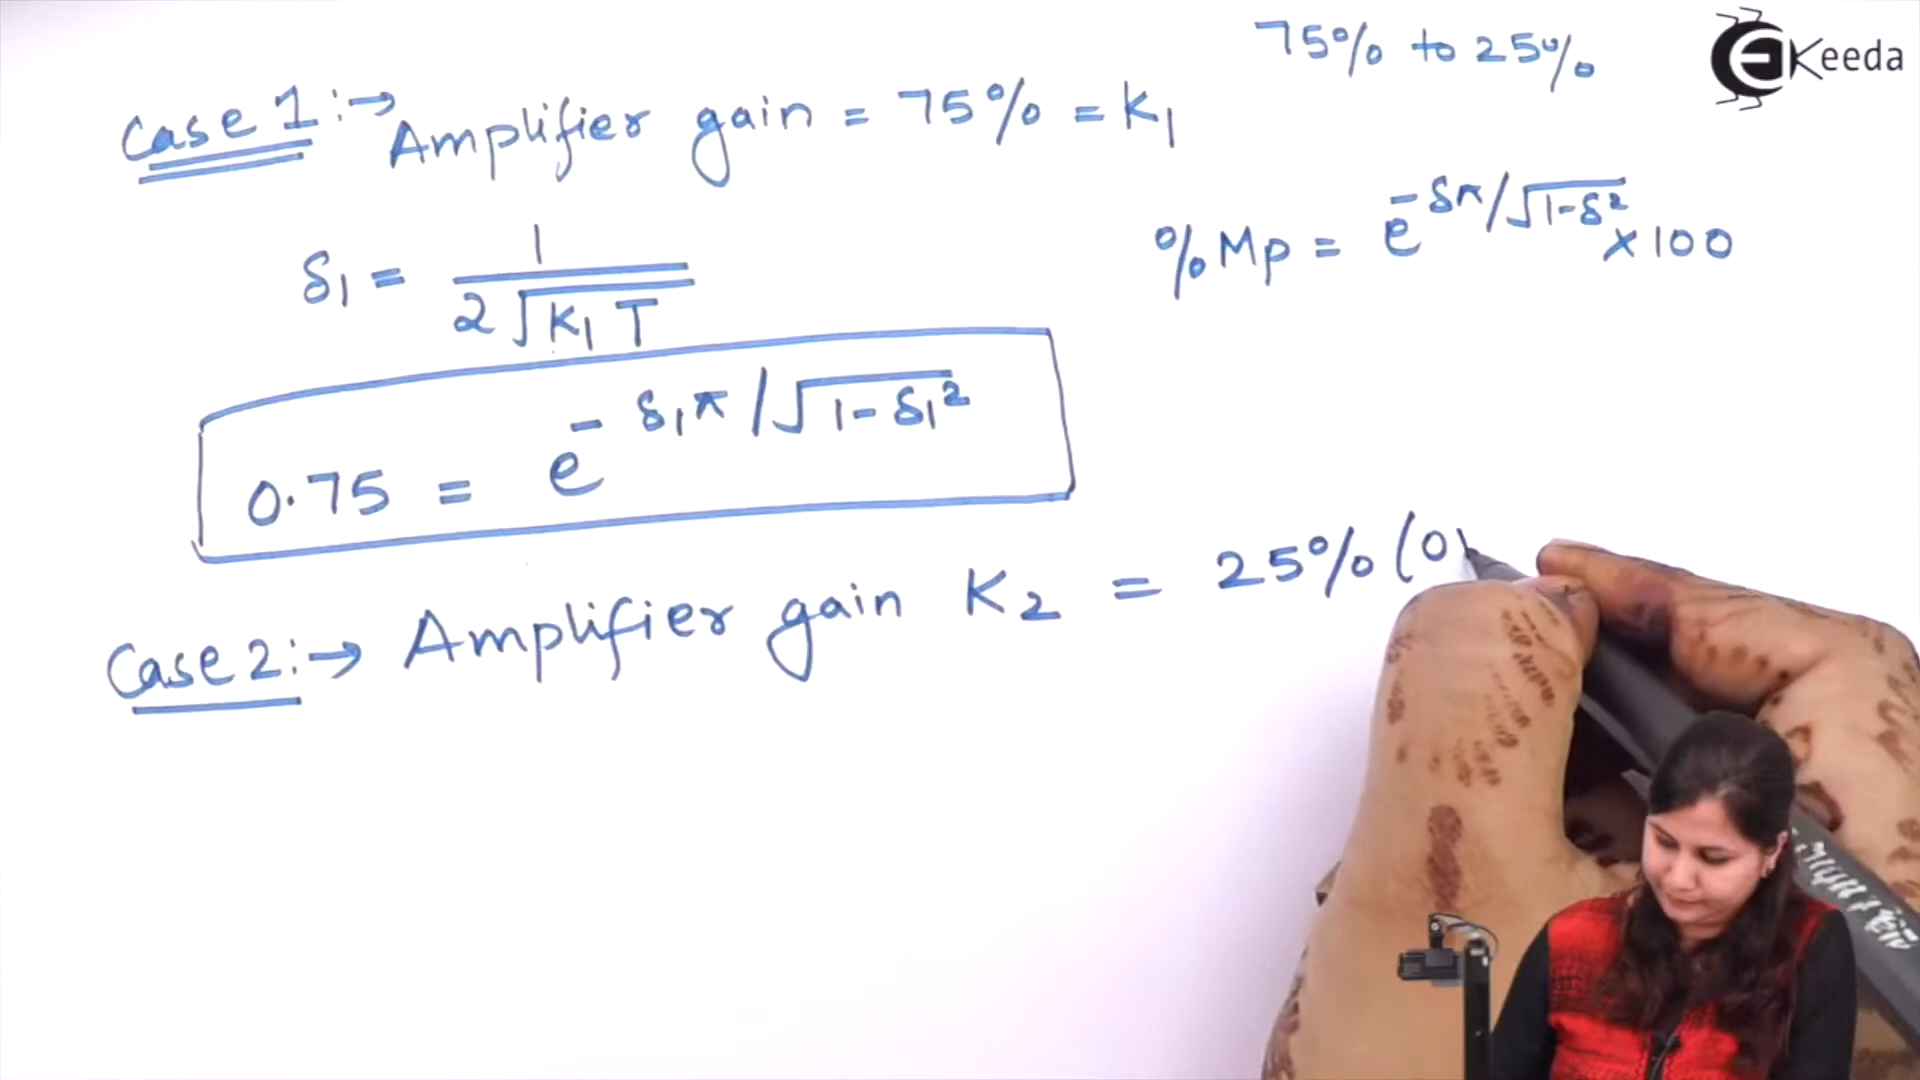 75% to 25%
EKeeda
Case 1:→ Amplifier gain = 75% = K1
%Mp = e^-δπ/√1-δ² ×100
δ1 = 1 / 2√K1 T
0.75 = e^-δ1π/√1-δ1²
Case 2:→ Amplifier gain K2 = 25% (0